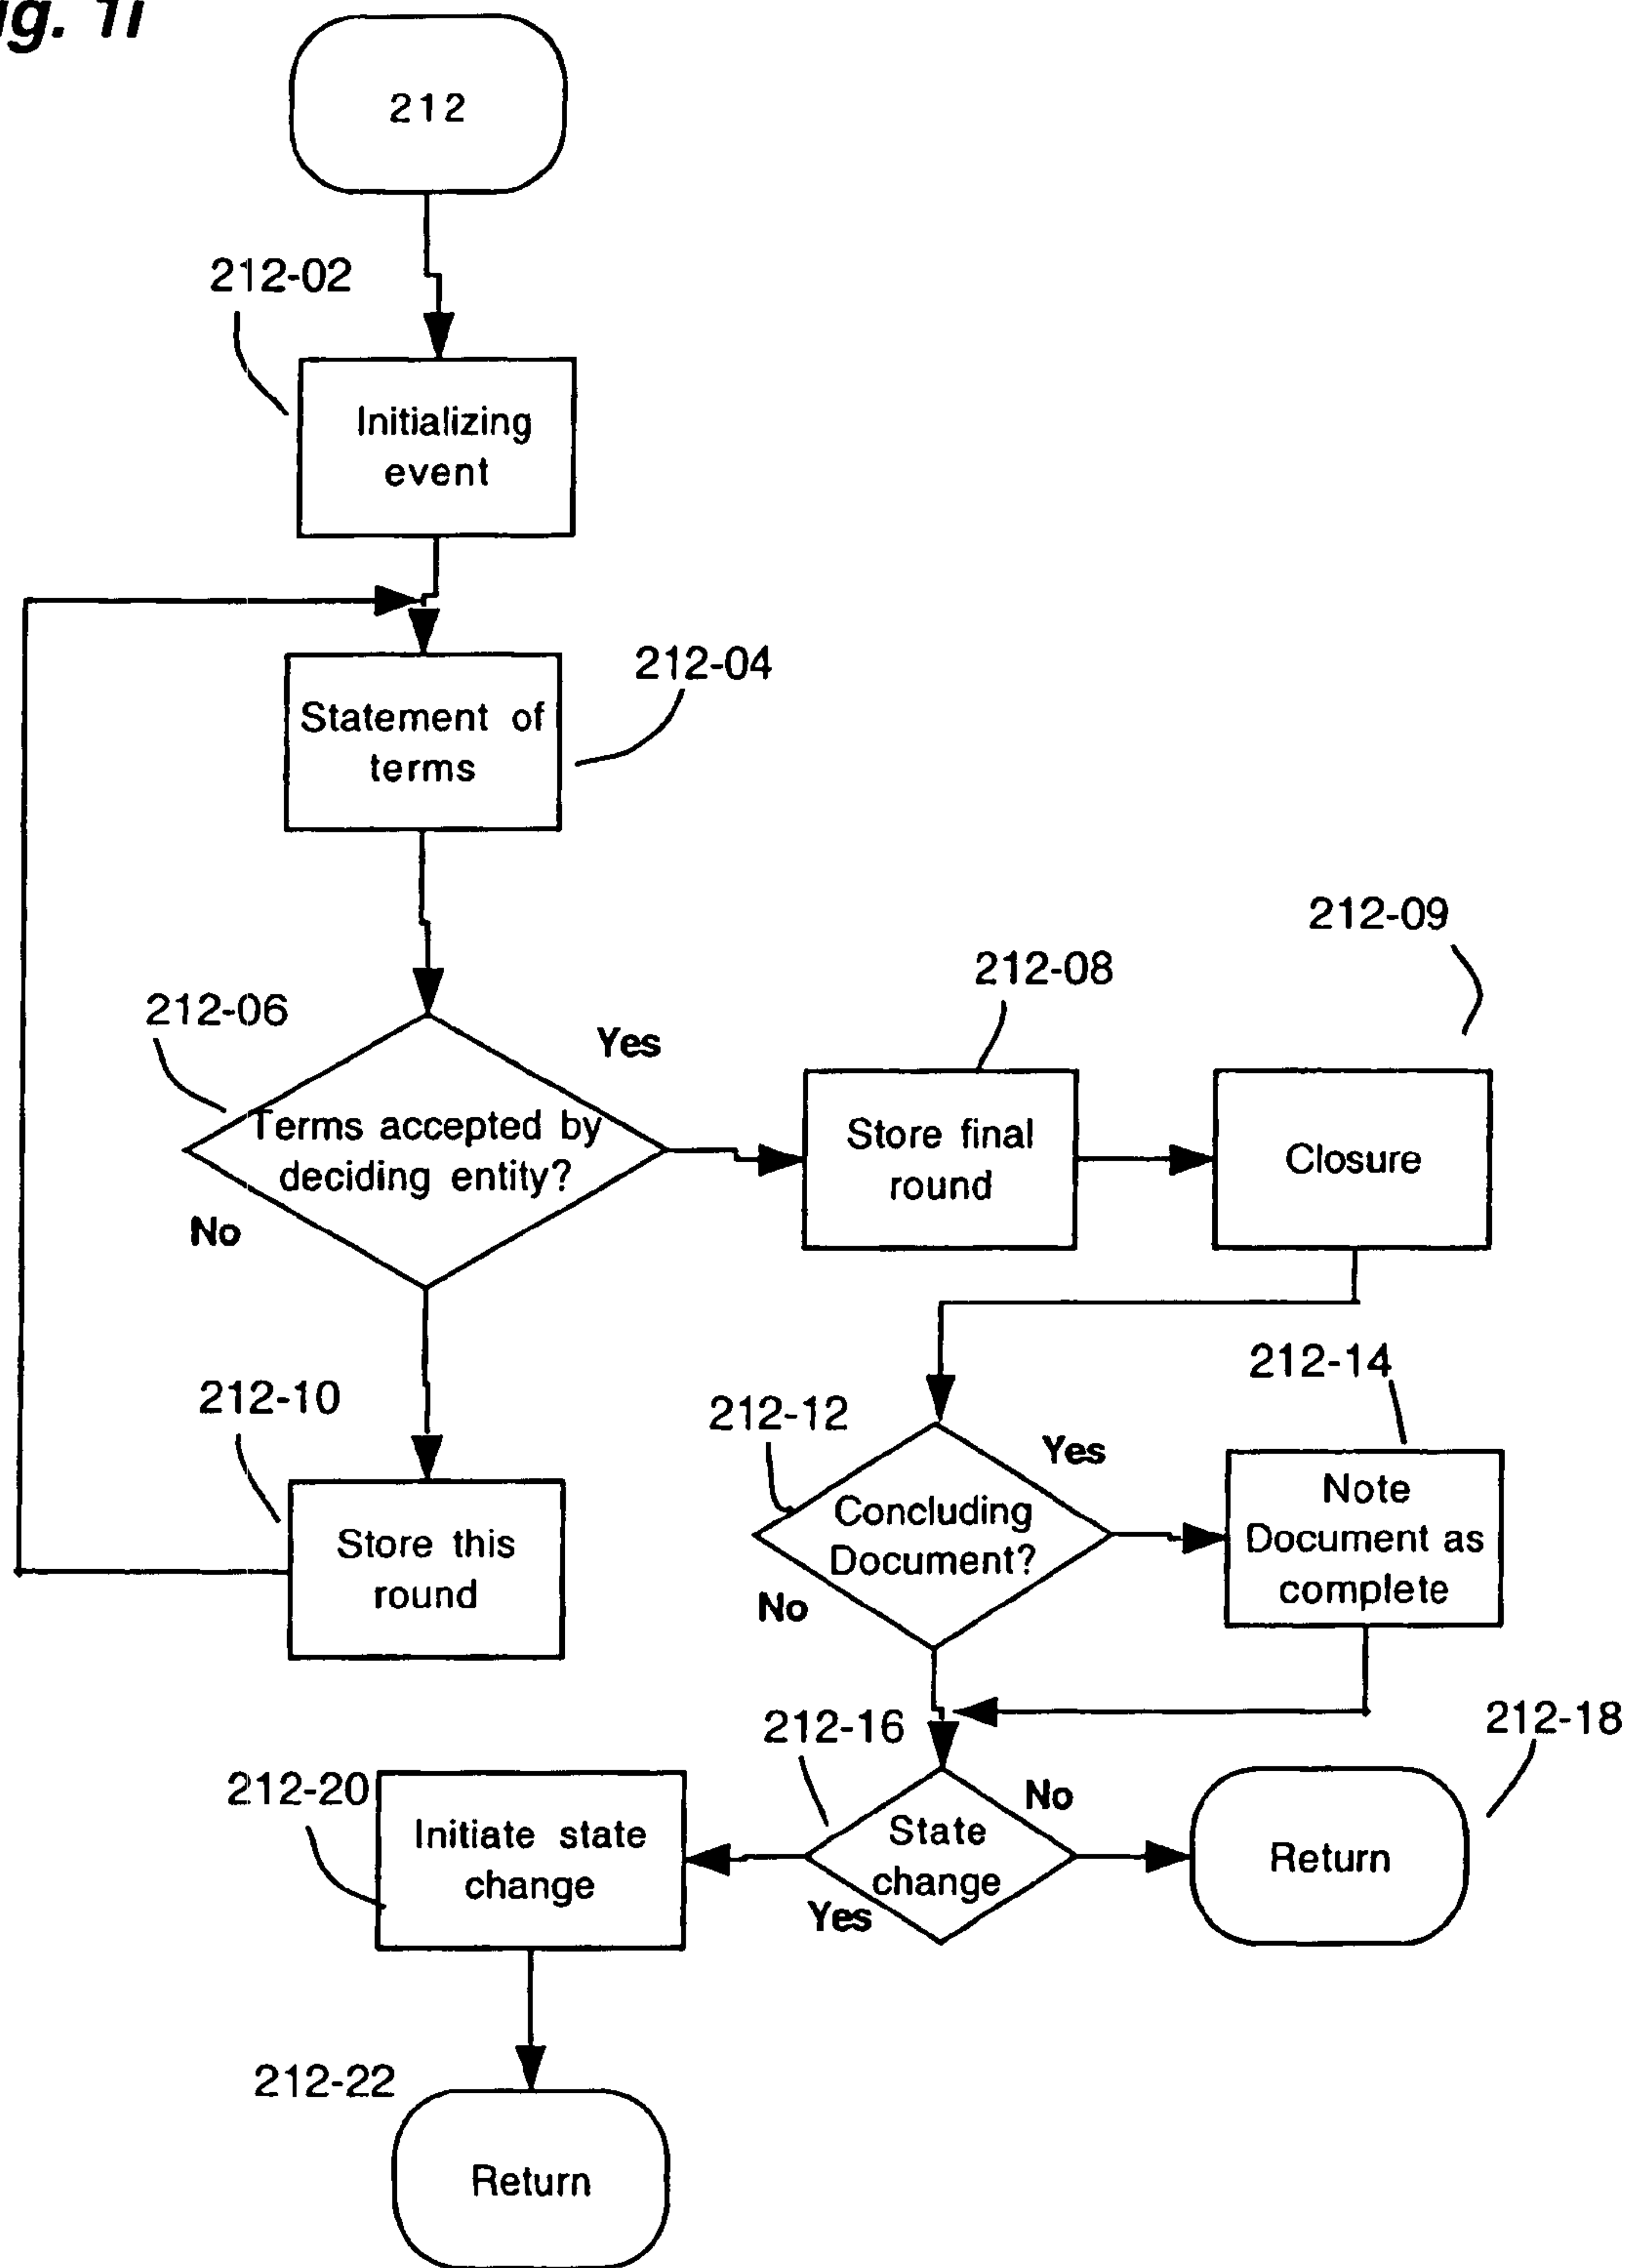 ig. 1i
212
212-02
Initializing
event
212-04
Statement of
terms
212-09
212-08
212-06
Yes
Terms accepted by
deciding entity?
Store final
round
Closure
No
212-14
212-10
212-12
Yes
Note
Document as
complete
Concluding
Document?
Store this
round
No
212-18
212-16
212-20
No
Initiate state
change
State
change
Return
Yes
212-22
Return